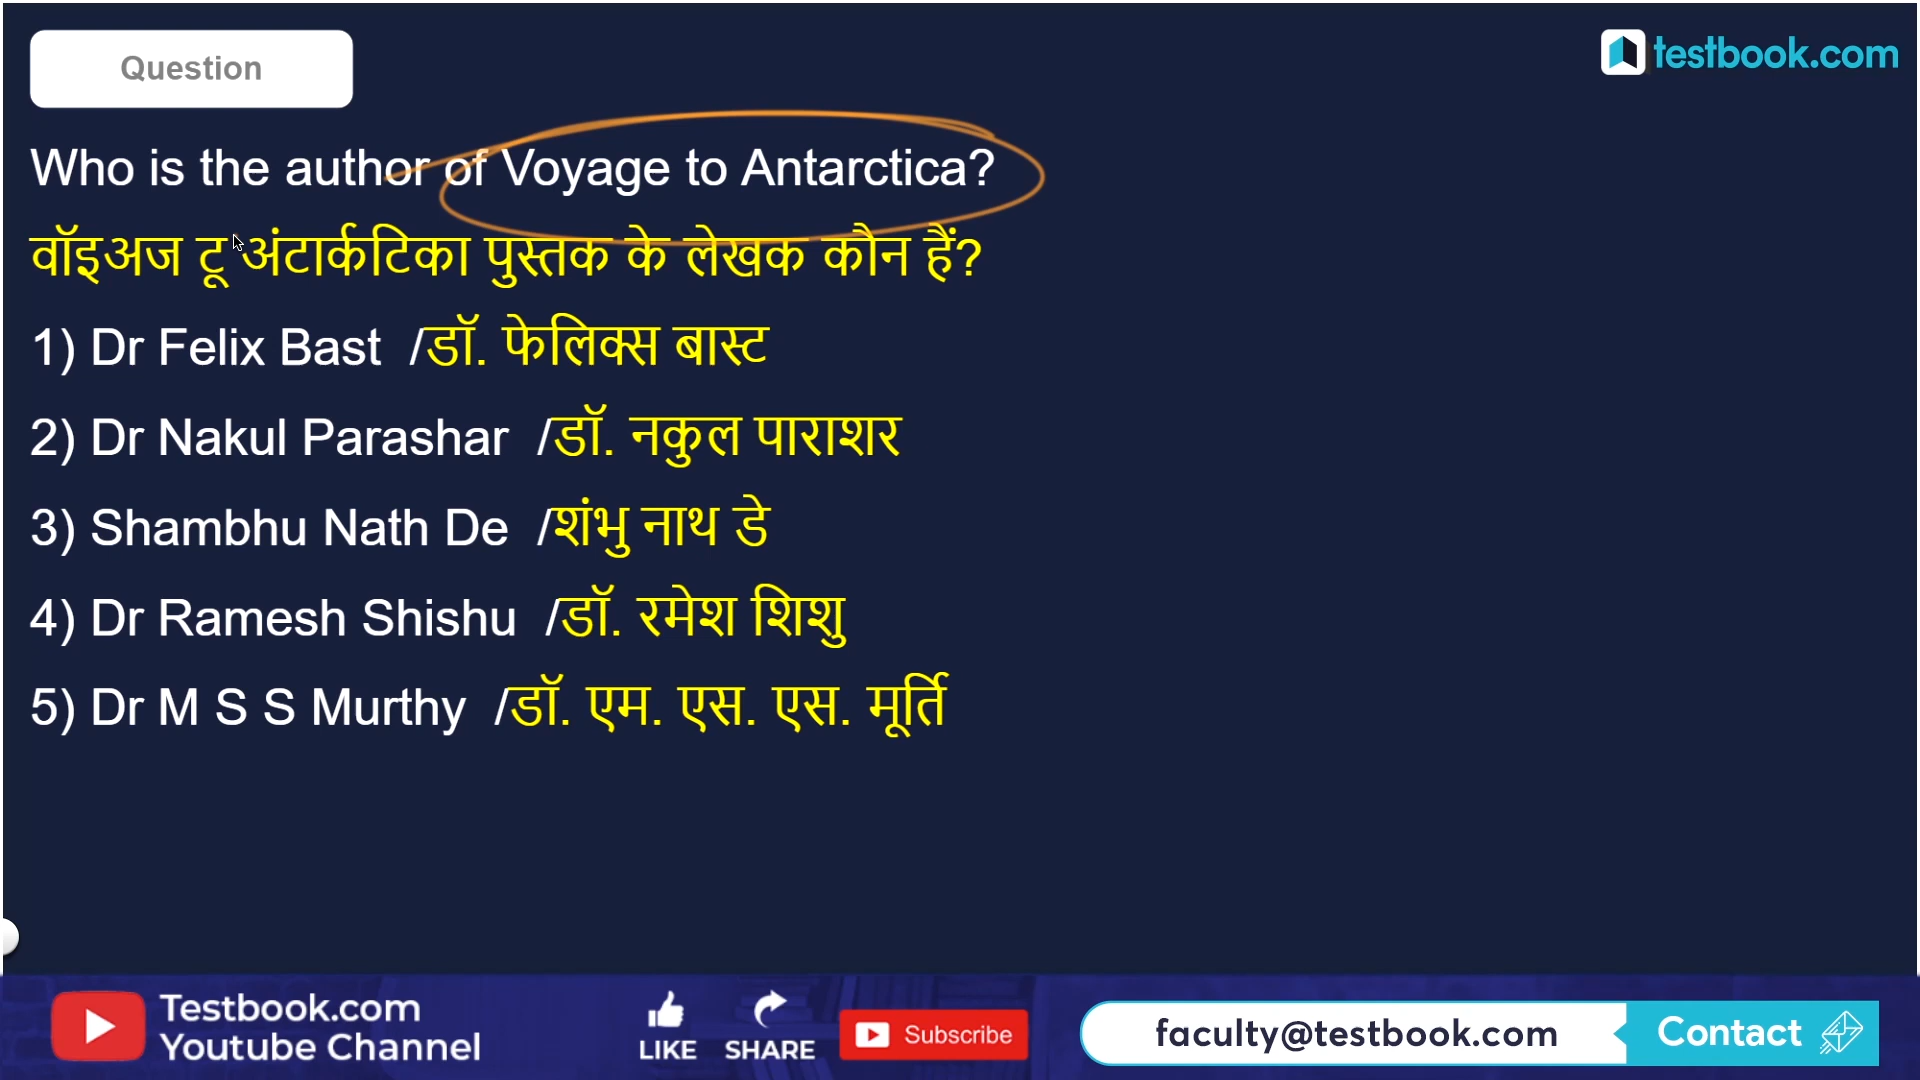 Question
testbook.com
Who is the author of Voyage to Antarctica?
वॉइअज टू अंटार्कटिका पुस्तक के लेखक कौन हैं?
1) Dr Felix Bast /डॉ. फेलिक्स बास्ट
2) Dr Nakul Parashar /डॉ. नकुल पाराशर
3) Shambhu Nath De /शंभु नाथ डे
4) Dr Ramesh Shishu /डॉ. रमेश शिशु
5) Dr M S S Murthy /डॉ. एम. एस. एस. मूर्ति
Testbook.com
Youtube Channel
LIKE
SHARE
Subscribe
faculty@testbook.com
Contact